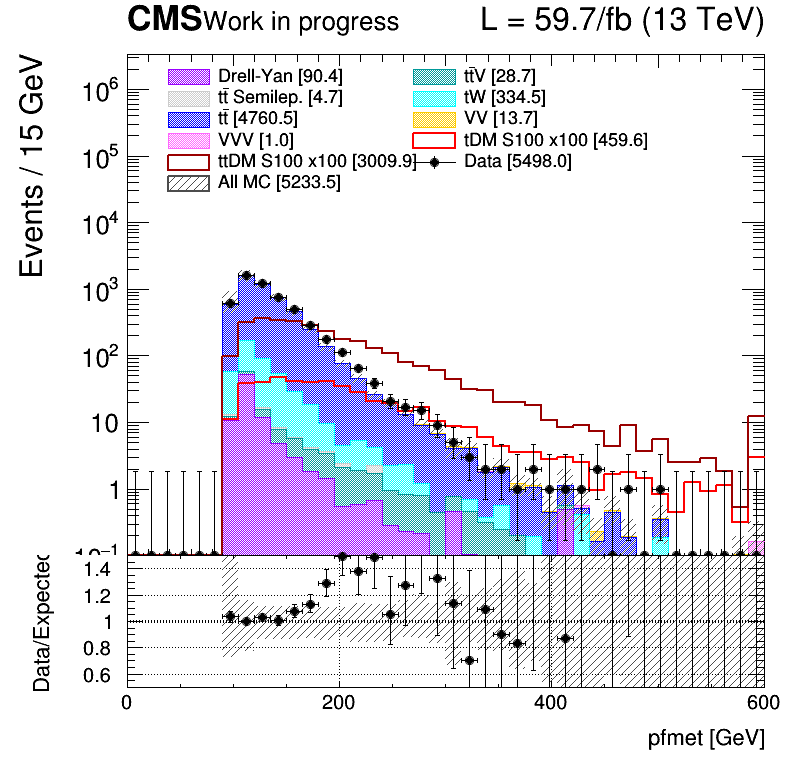 CMS Work in progress L = 59.7/fb (13 TeV)
Events / 15 GeV
10⁶
10⁵
10⁴
10³
10²
10
1
10⁻¹
Drell-Yan [90.4] tt̄V [28.7]
tt̄ Semilep. [4.7] tW [334.5]
tt̄ [4760.5] VV [13.7]
VVV [1.0] tDM S100 x100 [459.6]
ttDM S100 x100 [3009.9] Data [5498.0]
All MC [5233.5]
Data/Expected
1.4
1.2
1
0.8
0.6
0 200 400 600
pfmet [GeV]